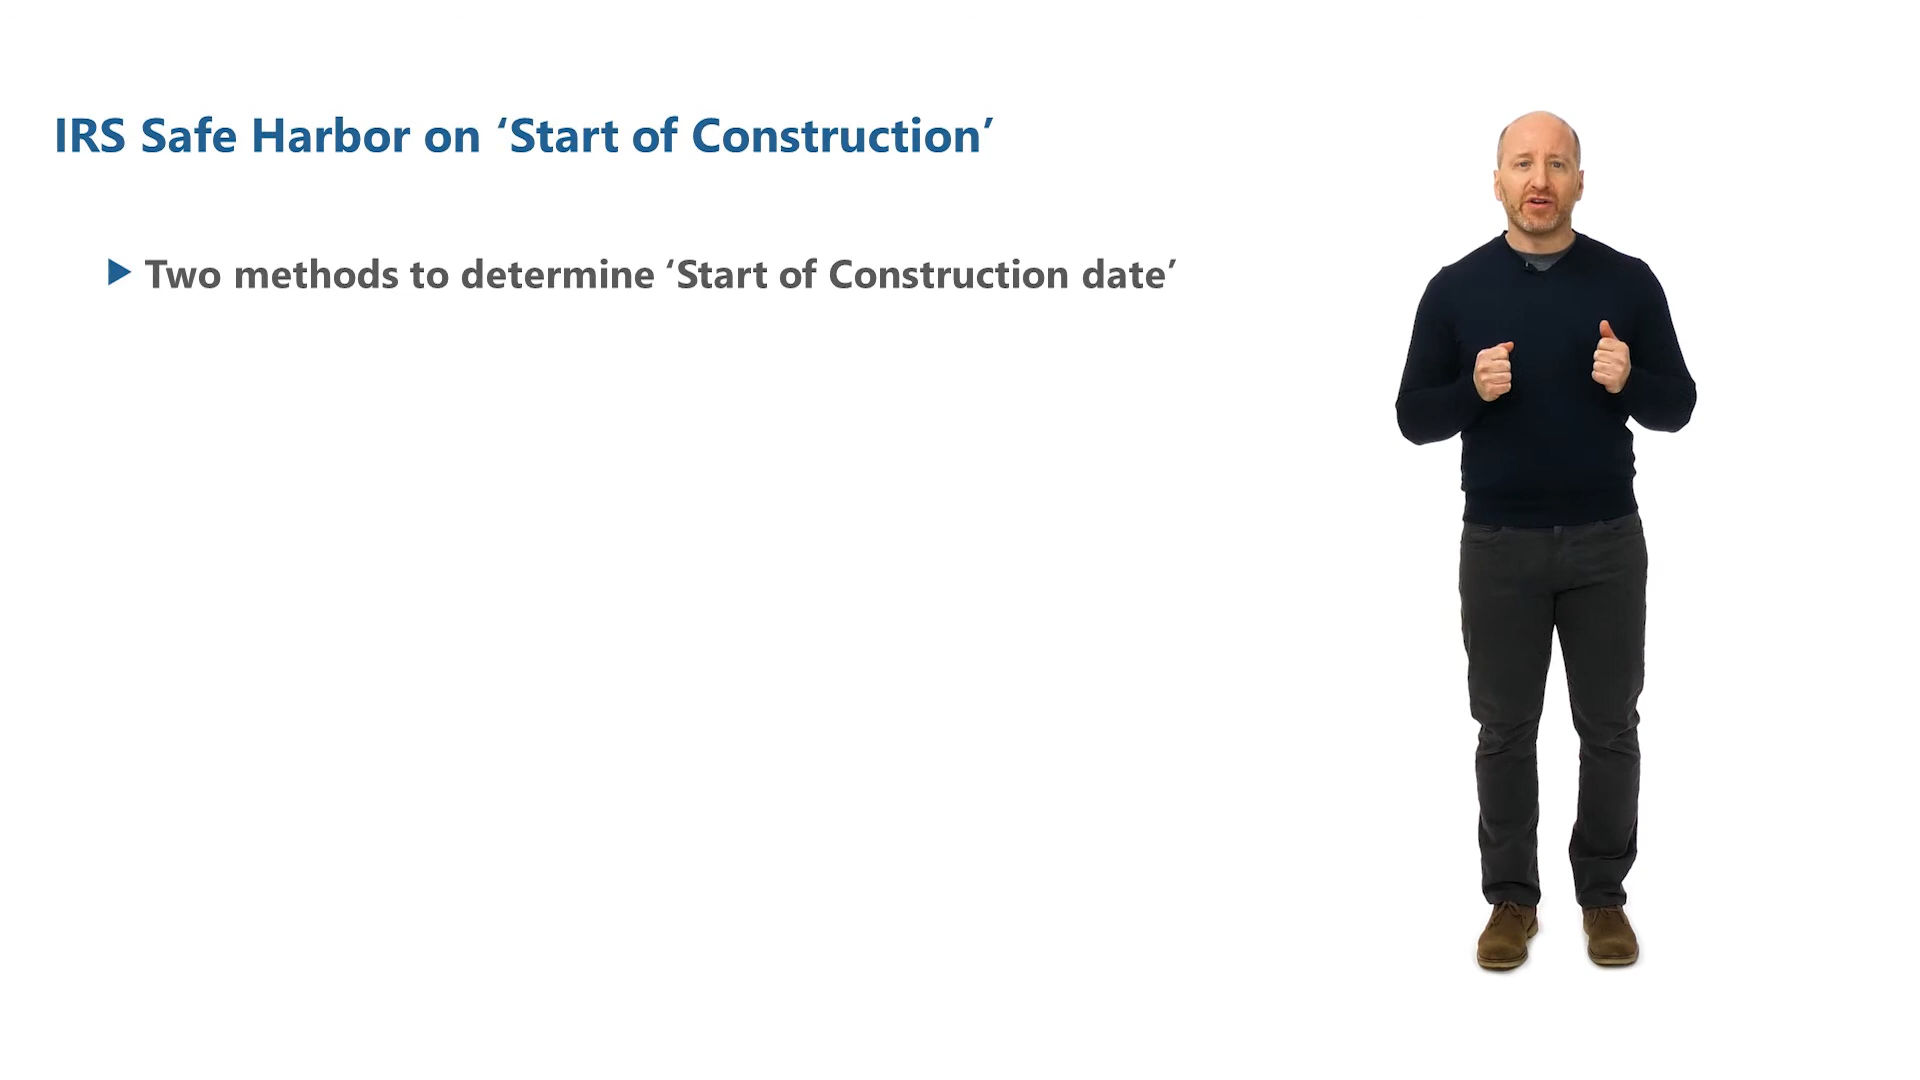 IRS Safe Harbor on ‘Start of Construction’
Two methods to determine ‘Start of Construction date’